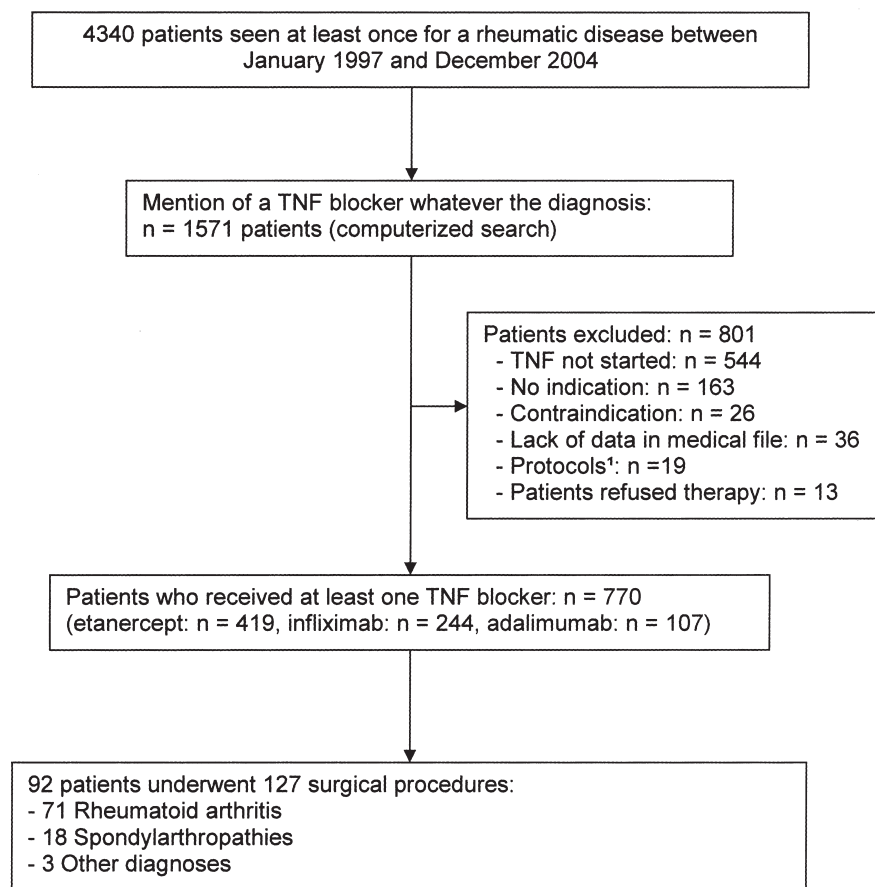 4340 patients seen at least once for a rheumatic disease between
January 1997 and December 2004
Mention of a TNF blocker whatever the diagnosis:
n = 1571 patients (computerized search)
Patients excluded: n = 801
- TNF not started: n = 544
- No indication: n = 163
- Contraindication: n = 26
- Lack of data in medical file: n = 36
- Protocols¹: n =19
- Patients refused therapy: n = 13
Patients who received at least one TNF blocker: n = 770
(etanercept: n = 419, infliximab: n = 244, adalimumab: n = 107)
92 patients underwent 127 surgical procedures:
- 71 Rheumatoid arthritis
- 18 Spondylarthropathies
- 3 Other diagnoses